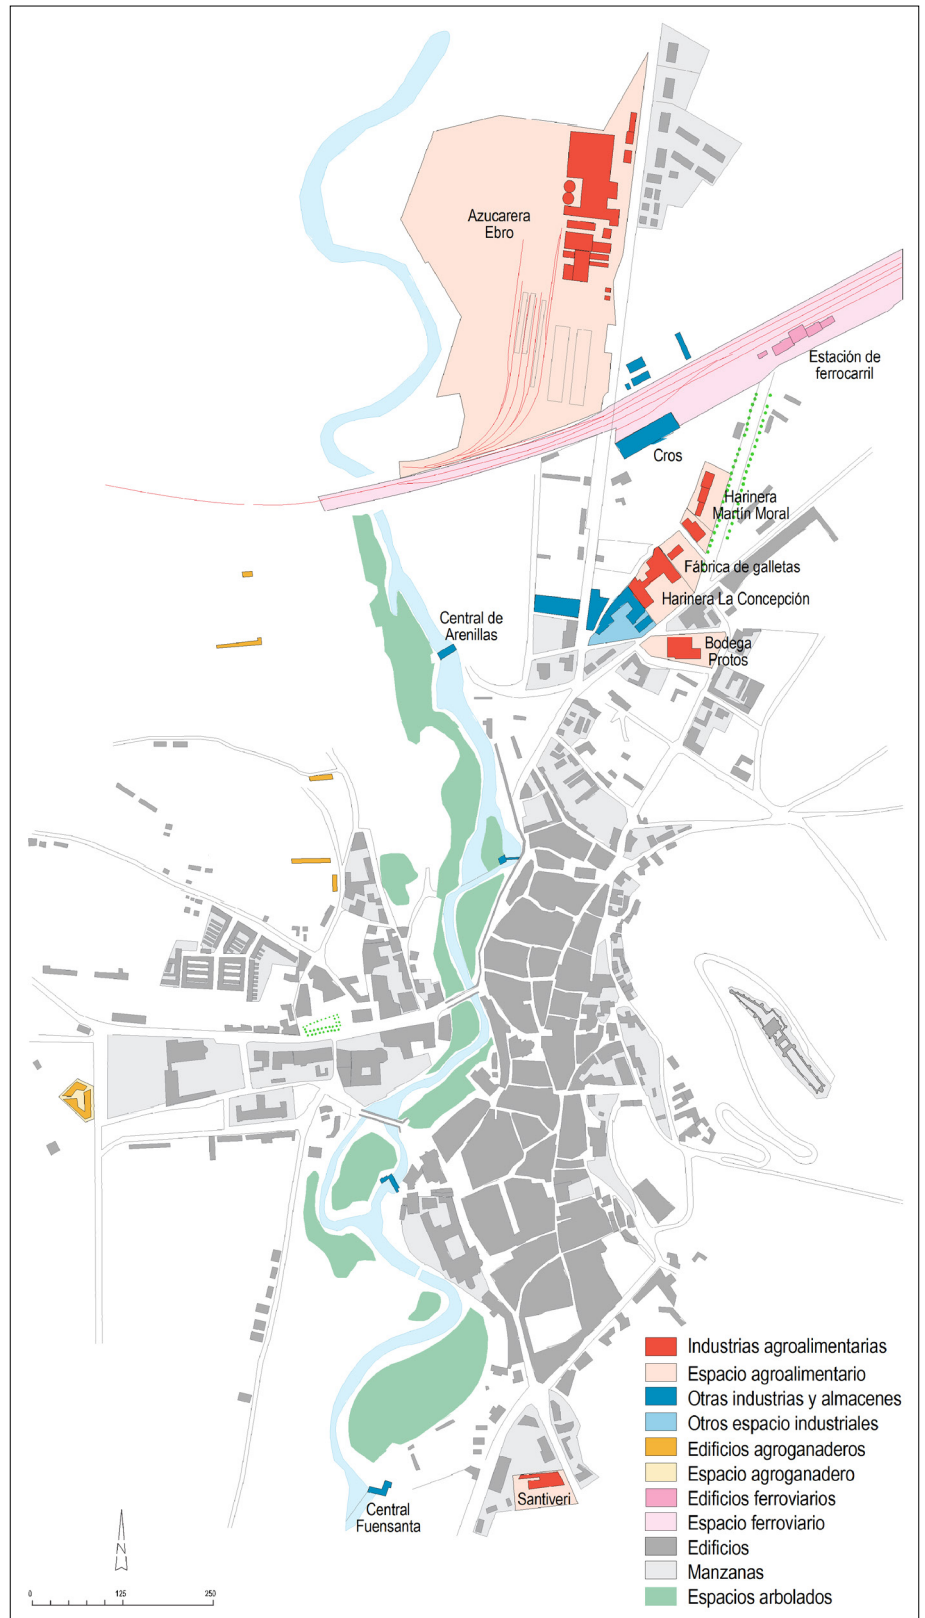 Azucarera
Ebro
Estación de
ferrocarril
Cros
Harinera
Martín Moral
Fábrica de galletas
Harinera La Concepción
Central de
Arenillas
Bodega
Protos
Industrias agroalimentarias
Espacio agroalimentario
Otras industrias y almacenes
Otros espacio industriales
Edificios agroganaderos
Espacio agroganadero
Edificios ferroviarios
Espacio ferroviario
Edificios
Manzanas
Espacios arbolados
Santiveri
Central
Fuensanta
N
0 125 250